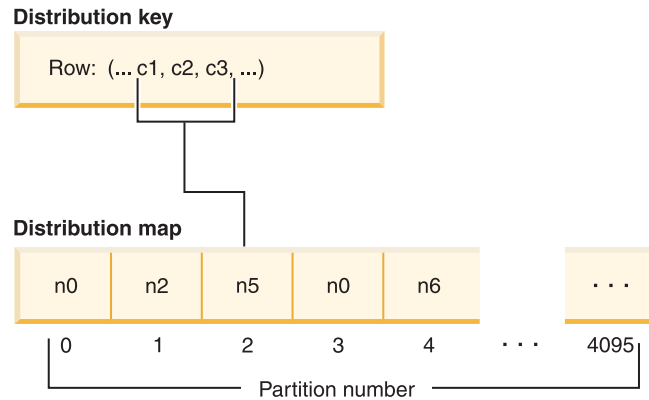 Distribution key
Row: (... c1, c2, c3, ...)
Distribution map
n0 n2 n5 n0 n6 . . .
0 1 2 3 4 . . . 4095
Partition number